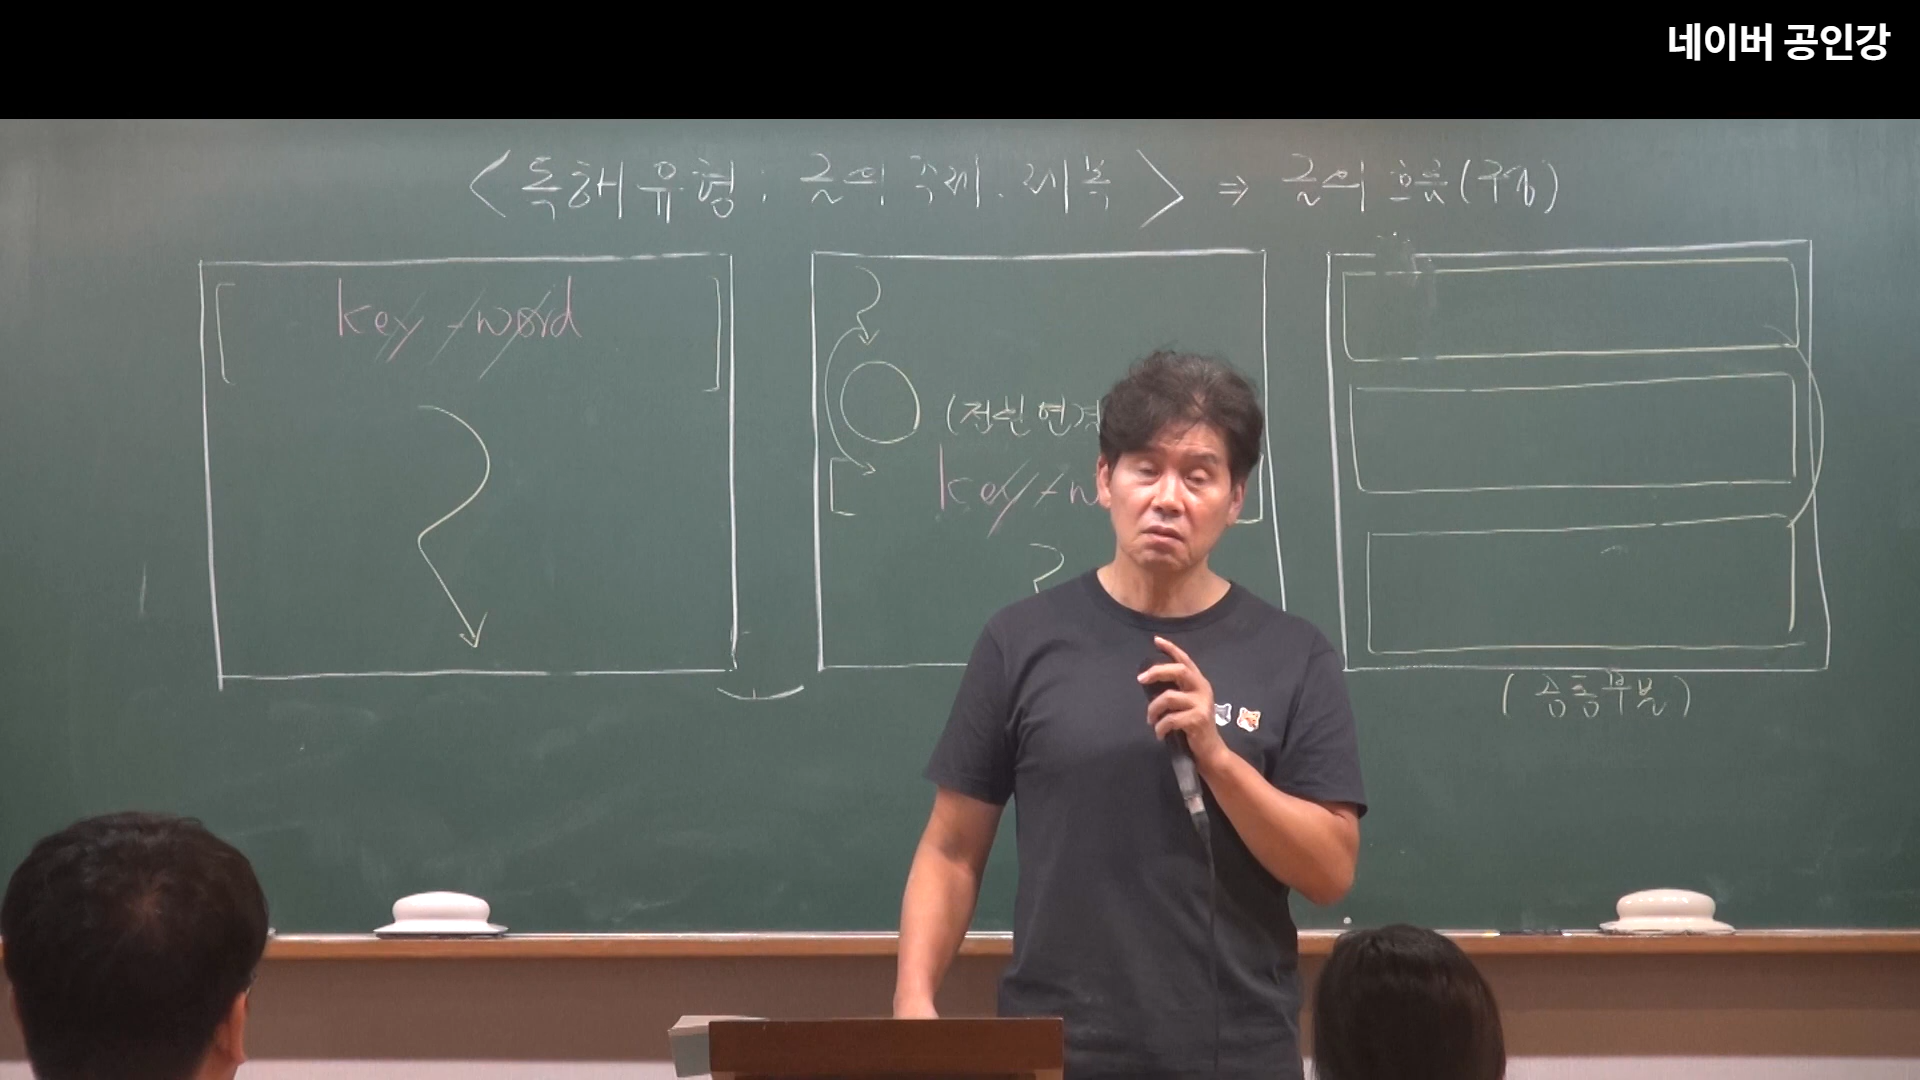 네이버 공인강
<독해 유형: 글의 주제. 제목> ⇒ 글의 흐름(구성)
key-word
(전신 연결
key-w
(공통부분)